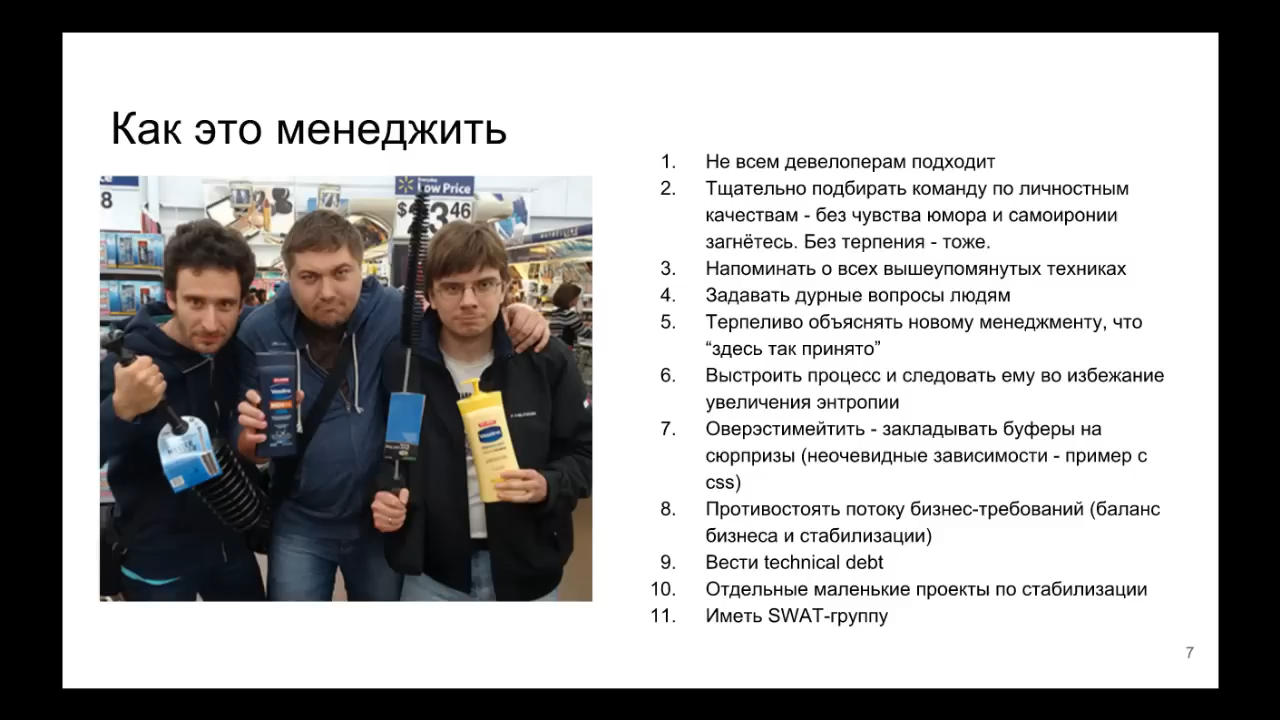 Как это менеджить
8
Low Price
3.46
Vaseline
Vaseline
1. Не всем девелоперам подходит
2. Тщательно подбирать команду по личностным
качествам - без чувства юмора и самоиронии
загнётесь. Без терпения - тоже.
3. Напоминать о всех вышеупомянутых техниках
4. Задавать дурные вопросы людям
5. Терпеливо объяснять новому менеджменту, что
“здесь так принято”
6. Выстроить процесс и следовать ему во избежание
увеличения энтропии
7. Оверэстимейтить - закладывать буферы на
сюрпризы (неочевидные зависимости - пример с
css)
8. Противостоять потоку бизнес-требований (баланс
бизнеса и стабилизации)
9. Вести technical debt
10. Отдельные маленькие проекты по стабилизации
11. Иметь SWAT-группу
7